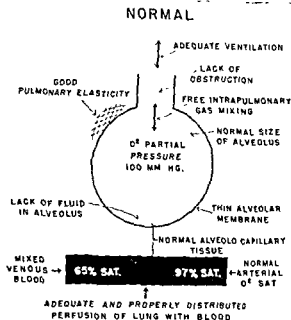 NORMAL
ADEQUATE VENTILATION
LACK OF
OBSTRUCTION
GOOD
PULMONARY ELASTICITY
FREE INTRAPULMONARY
GAS MIXING
NORMAL SIZE
OF ALVEOLUS
O² PARTIAL
PRESSURE
100 MM HG.
LACK OF FLUID
IN ALVEOLUS
THIN ALVEOLAR
MEMBRANE
NORMAL ALVEOLO CAPILLARY
TISSUE
MIXED
VENOUS
BLOOD
65% SAT.
97% SAT.
NORMAL
ARTERIAL
O² SAT
ADEQUATE AND PROPERLY DISTRIBUTED
PERFUSION OF LUNG WITH BLOOD